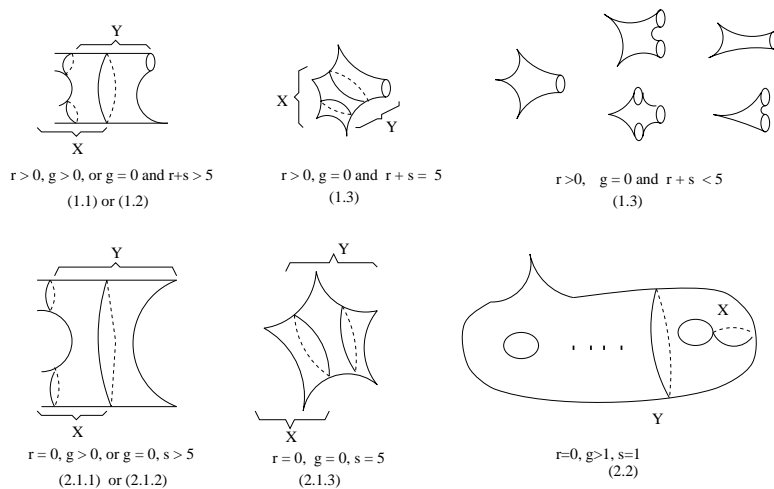 Y
X
r > 0, g > 0, or g = 0 and r+s > 5
(1.1) or (1.2)
X
Y
r > 0, g = 0 and r + s = 5
(1.3)
r >0, g = 0 and r + s < 5
(1.3)
Y
X
r = 0, g > 0, or g = 0, s > 5
(2.1.1) or (2.1.2)
Y
X
r = 0, g = 0, s = 5
(2.1.3)
X
Y
r=0, g>1, s=1
(2.2)